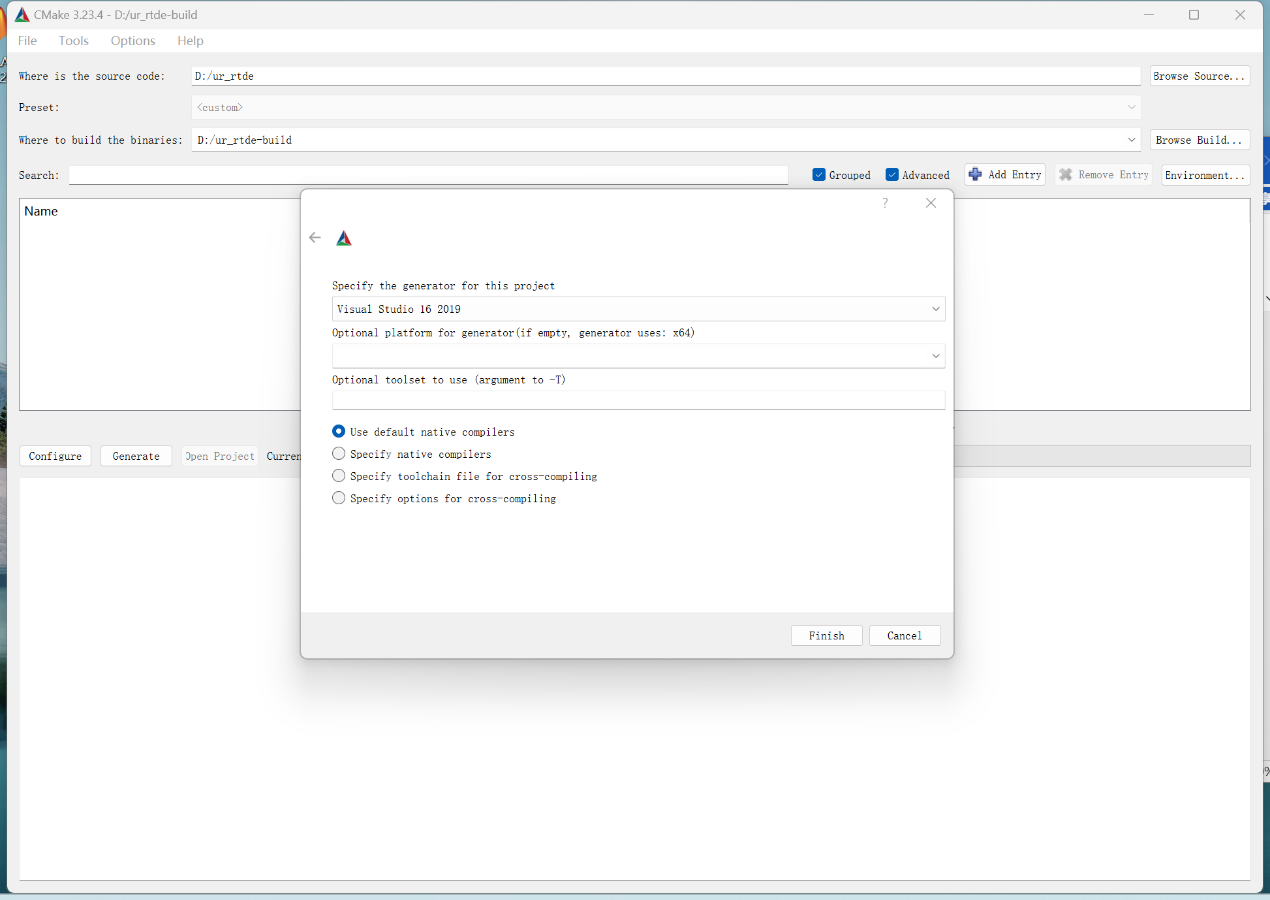 CMake 3.23.4 - D:/ur_rtde-build
File Tools Options Help
Where is the source code: D:/ur_rtde Browse Source...
Preset: <custom>
Where to build the binaries: D:/ur_rtde-build Browse Build...
Search: Grouped Advanced Add Entry Remove Entry Environment...
Name
?
Specify the generator for this project
Visual Studio 16 2019
Optional platform for generator(if empty, generator uses: x64)
Optional toolset to use (argument to -T)
Use default native compilers
Specify native compilers
Specify toolchain file for cross-compiling
Specify options for cross-compiling
Configure Generate Open Project Curren
Finish Cancel